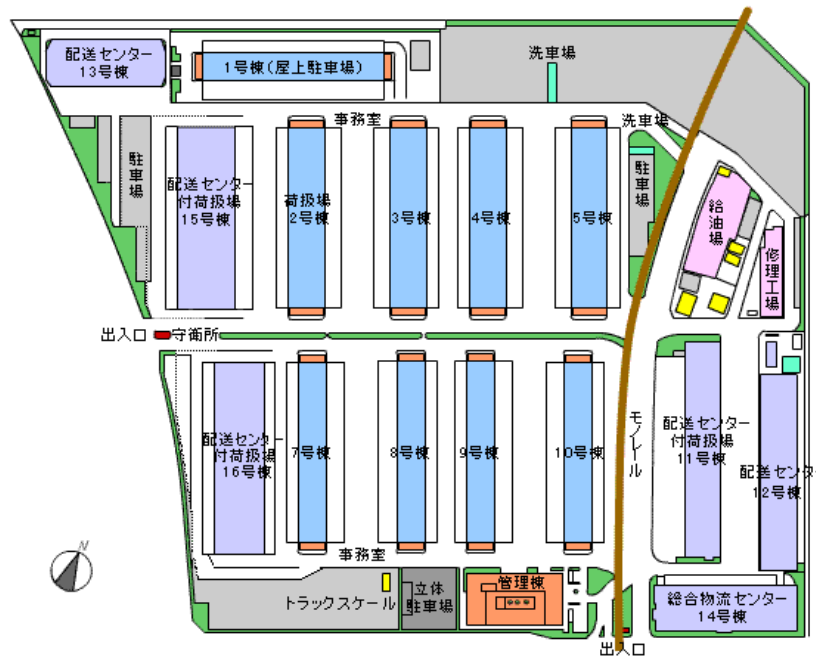 配送センター
13号棟
1号棟(屋上駐車場)
洗車場
事務室
洗車場
駐車場
配送センター
付荷扱場
15号棟
荷扱場
2号棟
3号棟
4号棟
5号棟
駐車場
給油場
修理工場
出入口
守衛所
配送センター
付荷扱場
16号棟
7号棟
8号棟
9号棟
10号棟
モノレール
配送センター
付荷扱場
11号棟
配送センター
12号棟
N
事務室
トラックスケール
立体
駐車場
管理棟
総合物流センター
14号棟
出入口